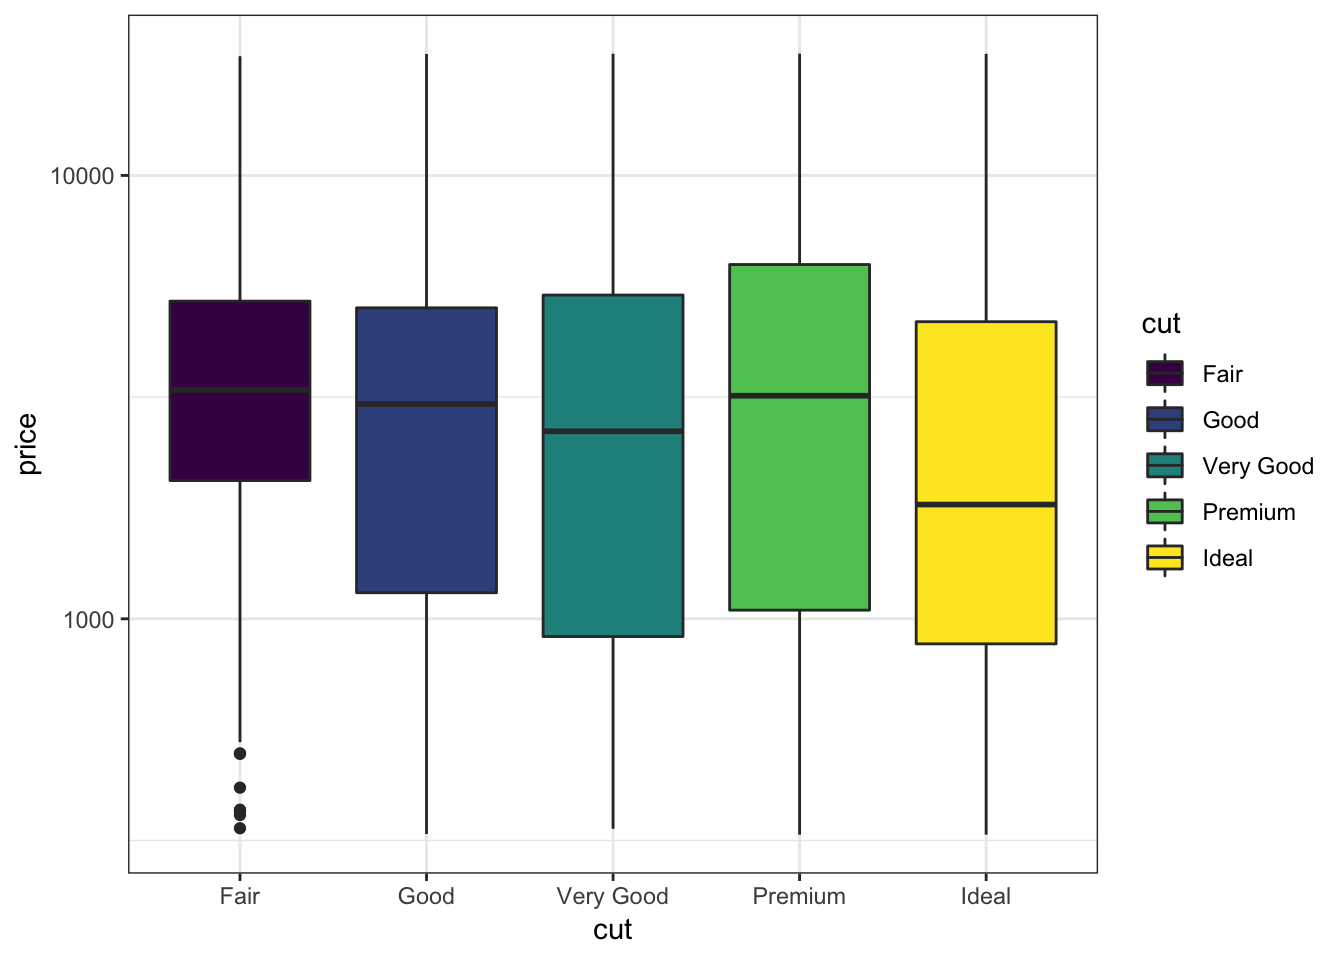 price
10000
1000
Fair
Good
Very Good
Premium
Ideal
cut
cut
Fair
Good
Very Good
Premium
Ideal